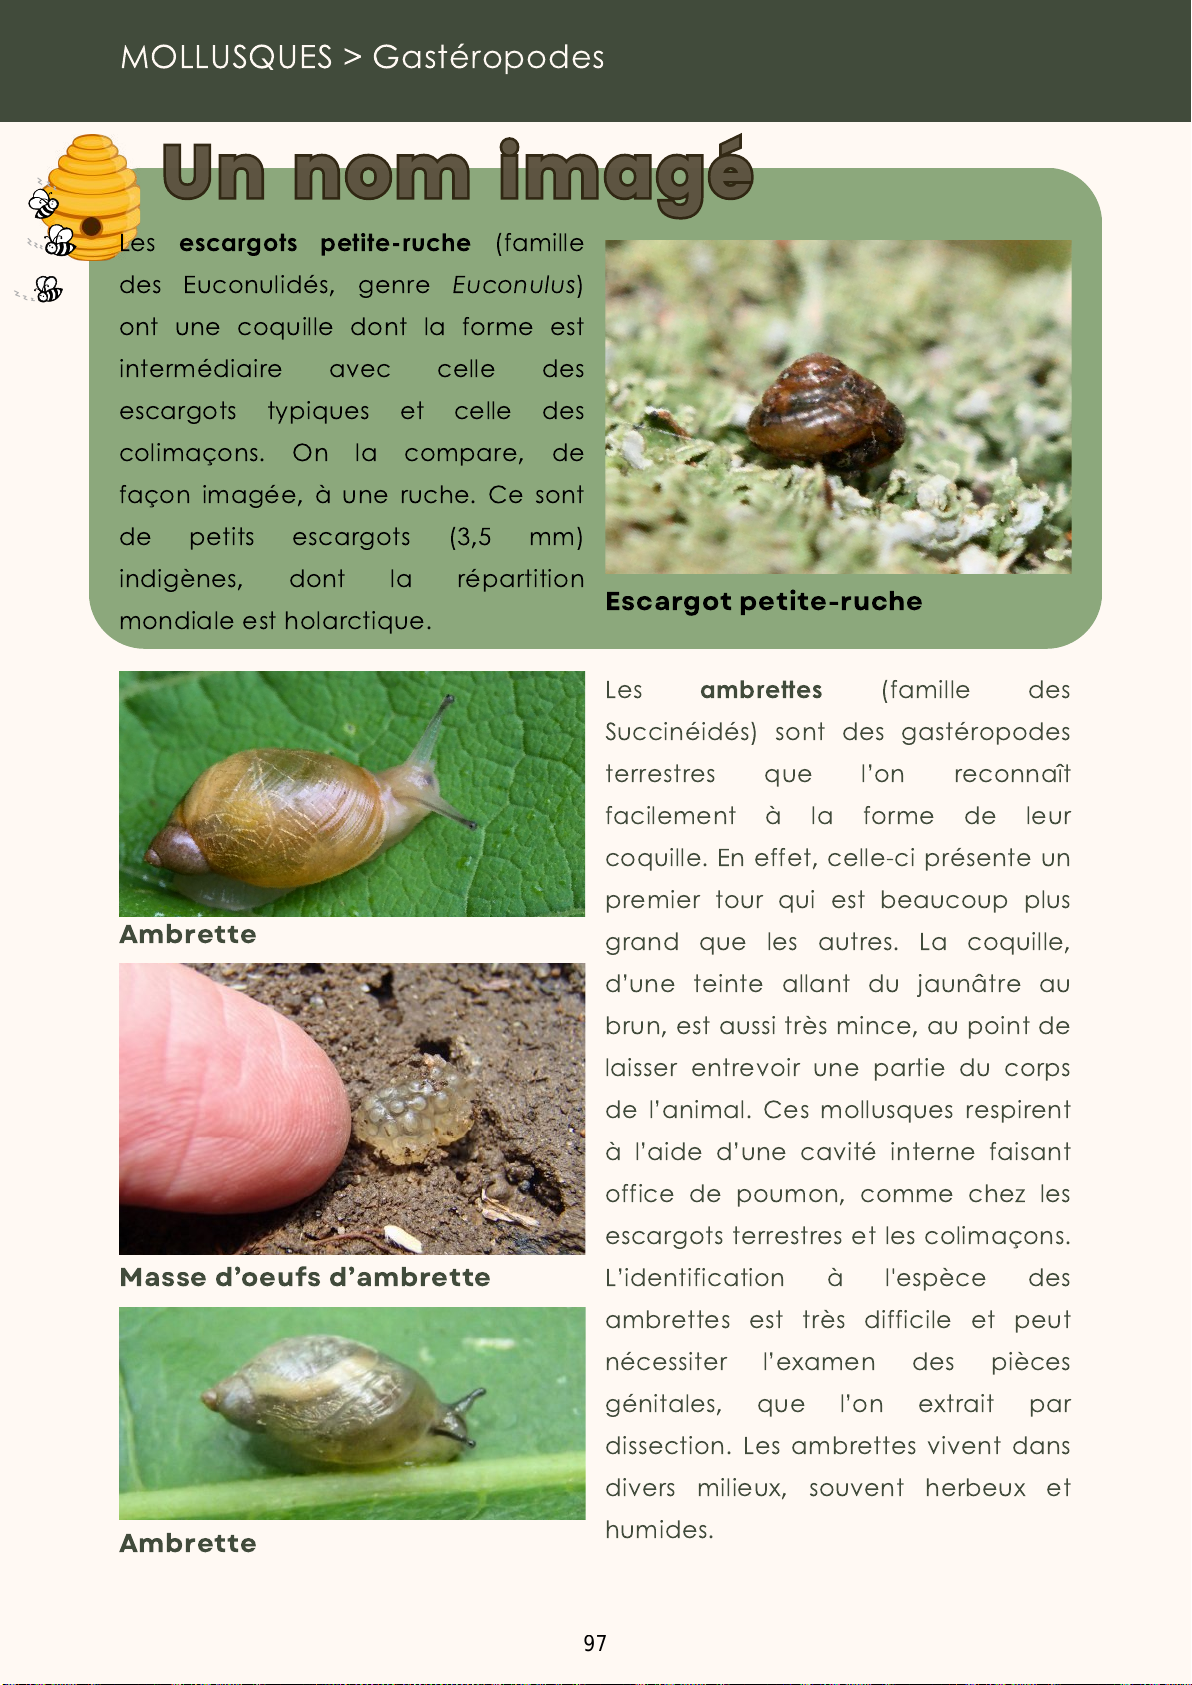 MOLLUSQUES > Gastéropodes
Un nom imagé
Les escargots petite-ruche (famille
des Euconulidés, genre Euconulus)
ont une coquille dont la forme est
intermédiaire avec celle des
escargots typiques et celle des
colimaçons. On la compare, de
façon imagée, à une ruche. Ce sont
de petits escargots (3,5 mm)
indigènes, dont la répartition
mondiale est holarctique.
Escargot petite-ruche
Ambrette
Masse d’oeufs d’ambrette
Ambrette
Les ambrettes (famille des
Succinéidés) sont des gastéropodes
terrestres que l’on reconnaît
facilement à la forme de leur
coquille. En effet, celle-ci présente un
premier tour qui est beaucoup plus
grand que les autres. La coquille,
d’une teinte allant du jaunâtre au
brun, est aussi très mince, au point de
laisser entrevoir une partie du corps
de l’animal. Ces mollusques respirent
à l’aide d’une cavité interne faisant
office de poumon, comme chez les
escargots terrestres et les colimaçons.
L’identification à l'espèce des
ambrettes est très difficile et peut
nécessiter l’examen des pièces
génitales, que l’on extrait par
dissection. Les ambrettes vivent dans
divers milieux, souvent herbeux et
humides.
97